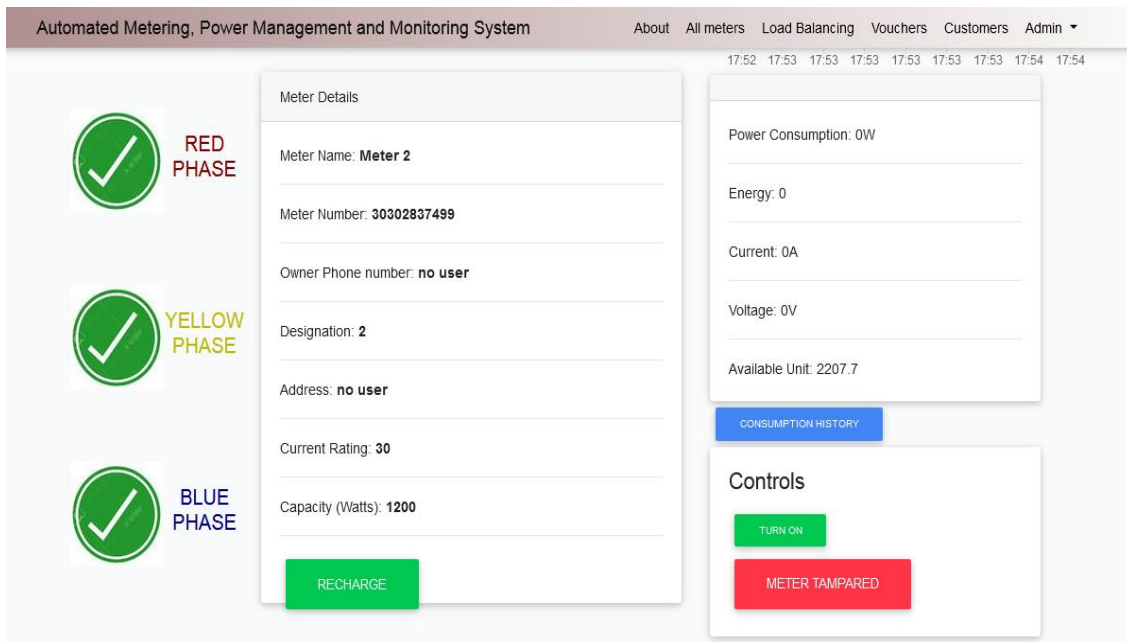 Automated Metering, Power Management and Monitoring System
About All meters Load Balancing Vouchers Customers Admin
17:52 17:53 17:53 17:53 17:53 17:53 17:53 17:54 17:54
RED
PHASE
YELLOW
PHASE
BLUE
PHASE
Meter Details
Meter Name: Meter 2
Meter Number: 30302837499
Owner Phone number: no user
Designation: 2
Address: no user
Current Rating: 30
Capacity (Watts): 1200
RECHARGE
Power Consumption: 0W
Energy: 0
Current: 0A
Voltage: 0V
Available Unit: 2207.7
CONSUMPTION HISTORY
Controls
TURN ON
METER TAMPARED